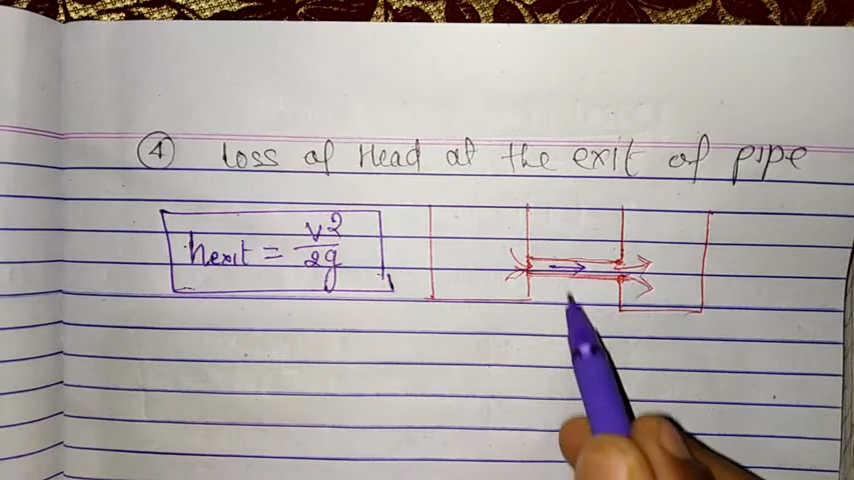 ④ Loss of Head at the exit of pipe
hexit = v²/2g